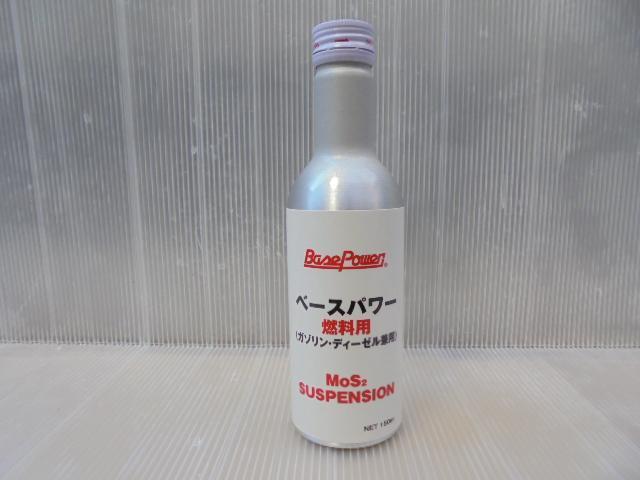 BasePower®
ベースパワー
燃料用
(ガソリン・ディーゼル兼用)
MoS₂
SUSPENSION
NET 150ml